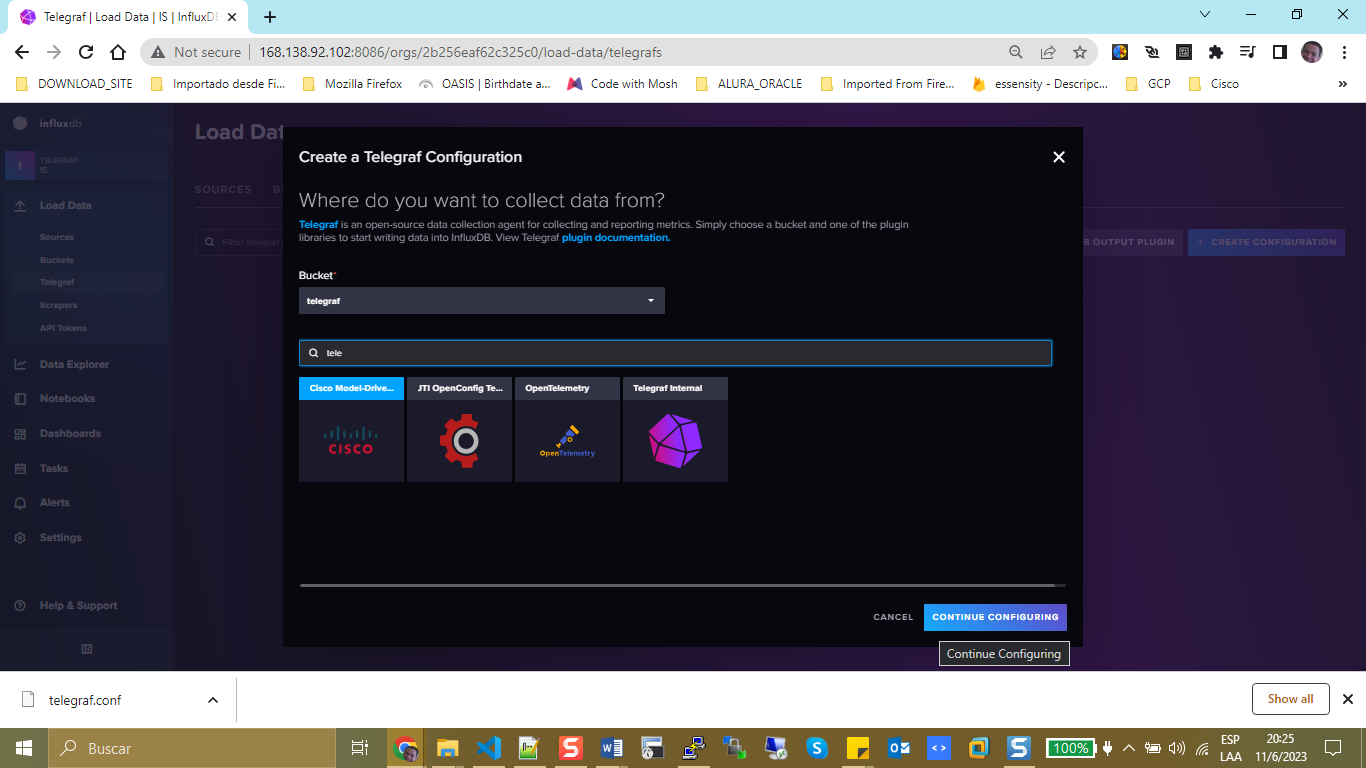 Telegraf | Load Data | IS | InfluxDB
Not secure
168.138.92.102:8086/orgs/2b256eaf62c325c0/load-data/telegrafs
DOWNLOAD_SITE
Importado desde Fi...
Mozilla Firefox
OASIS | Birthdate a...
Code with Mosh
ALURA_ORACLE
Imported From Fire...
essensity - Descripc...
GCP
Cisco
»
influxdb
I
TELEGRAF
IS
Load Data
Sources
Buckets
Telegraf
Scrapers
API Tokens
Data Explorer
Notebooks
Dashboards
Tasks
Alerts
Settings
Help & Support
Load Dat
SOURCES
B
Filter telegraf
B OUTPUT PLUGIN
+ CREATE CONFIGURATION
Create a Telegraf Configuration
Where do you want to collect data from?
Telegraf is an open-source data collection agent for collecting and reporting metrics. Simply choose a bucket and one of the plugin
libraries to start writing data into InfluxDB. View Telegraf plugin documentation.
Bucket*
telegraf
tele
Cisco Model-Drive...
JTI OpenConfig Te...
OpenTelemetry
Telegraf Internal
CISCO
OpenTelemetry
CANCEL
CONTINUE CONFIGURING
Continue Configuring
telegraf.conf
Show all
Buscar
100%
ESP
LAA
20:25
11/6/2023